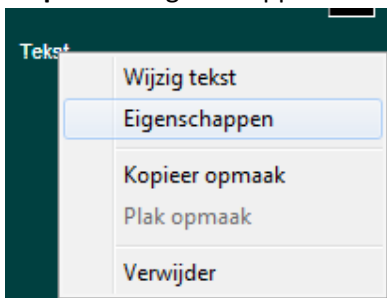 Tekst
Wijzig tekst
Eigenschappen
Kopieer opmaak
Plak opmaak
Verwijder